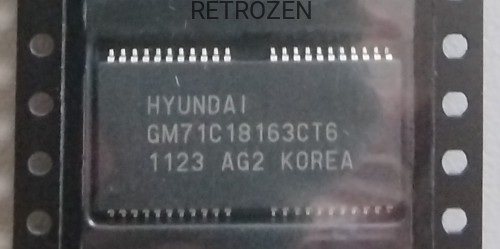 RETROZEN
HYUNDAI
GM71C18163CT6
1123 AG2 KOREA